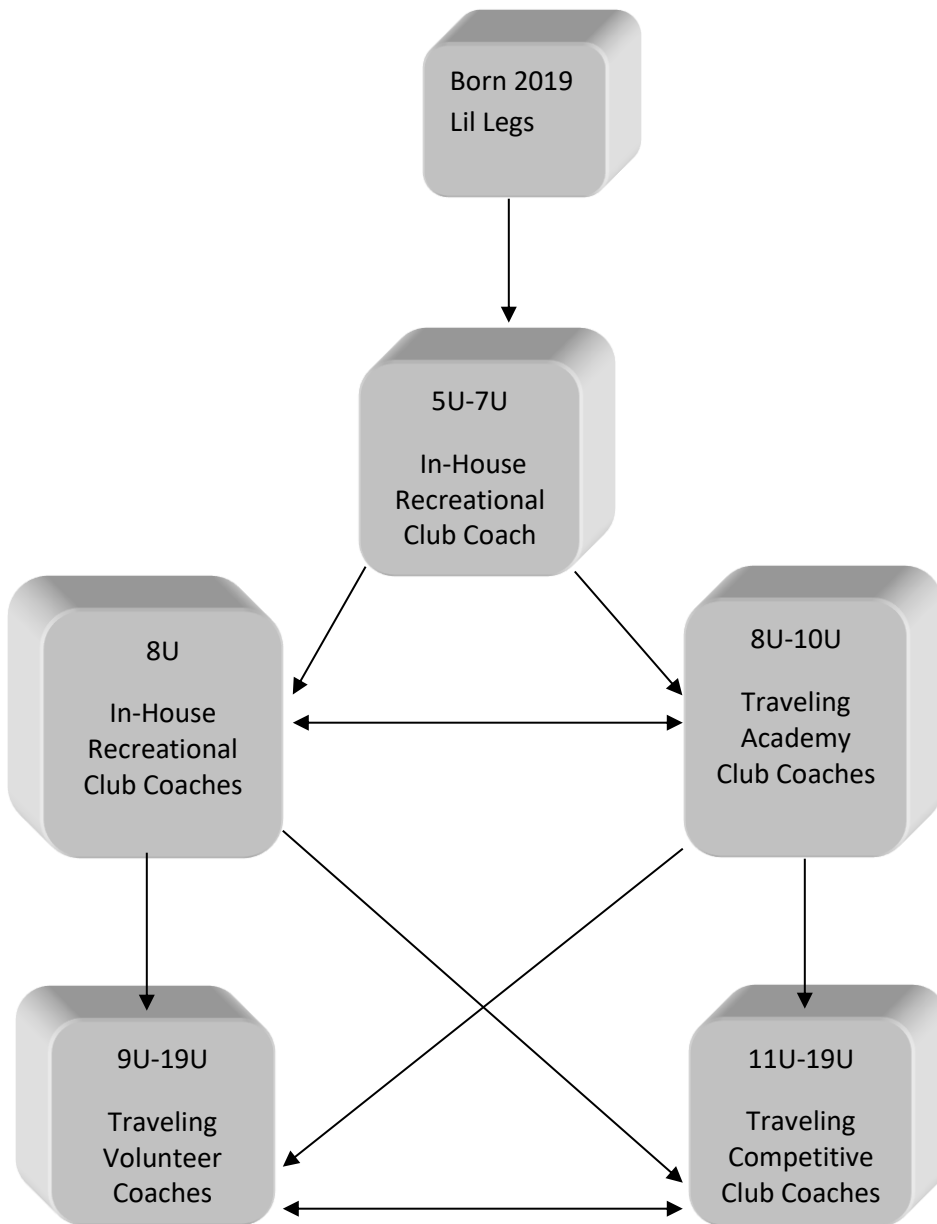 Born 2019
Lil Legs
5U-7U
In-House
Recreational
Club Coach
8U
In-House
Recreational
Club Coaches
8U-10U
Traveling
Academy
Club Coaches
9U-19U
Traveling
Volunteer
Coaches
11U-19U
Traveling
Competitive
Club Coaches